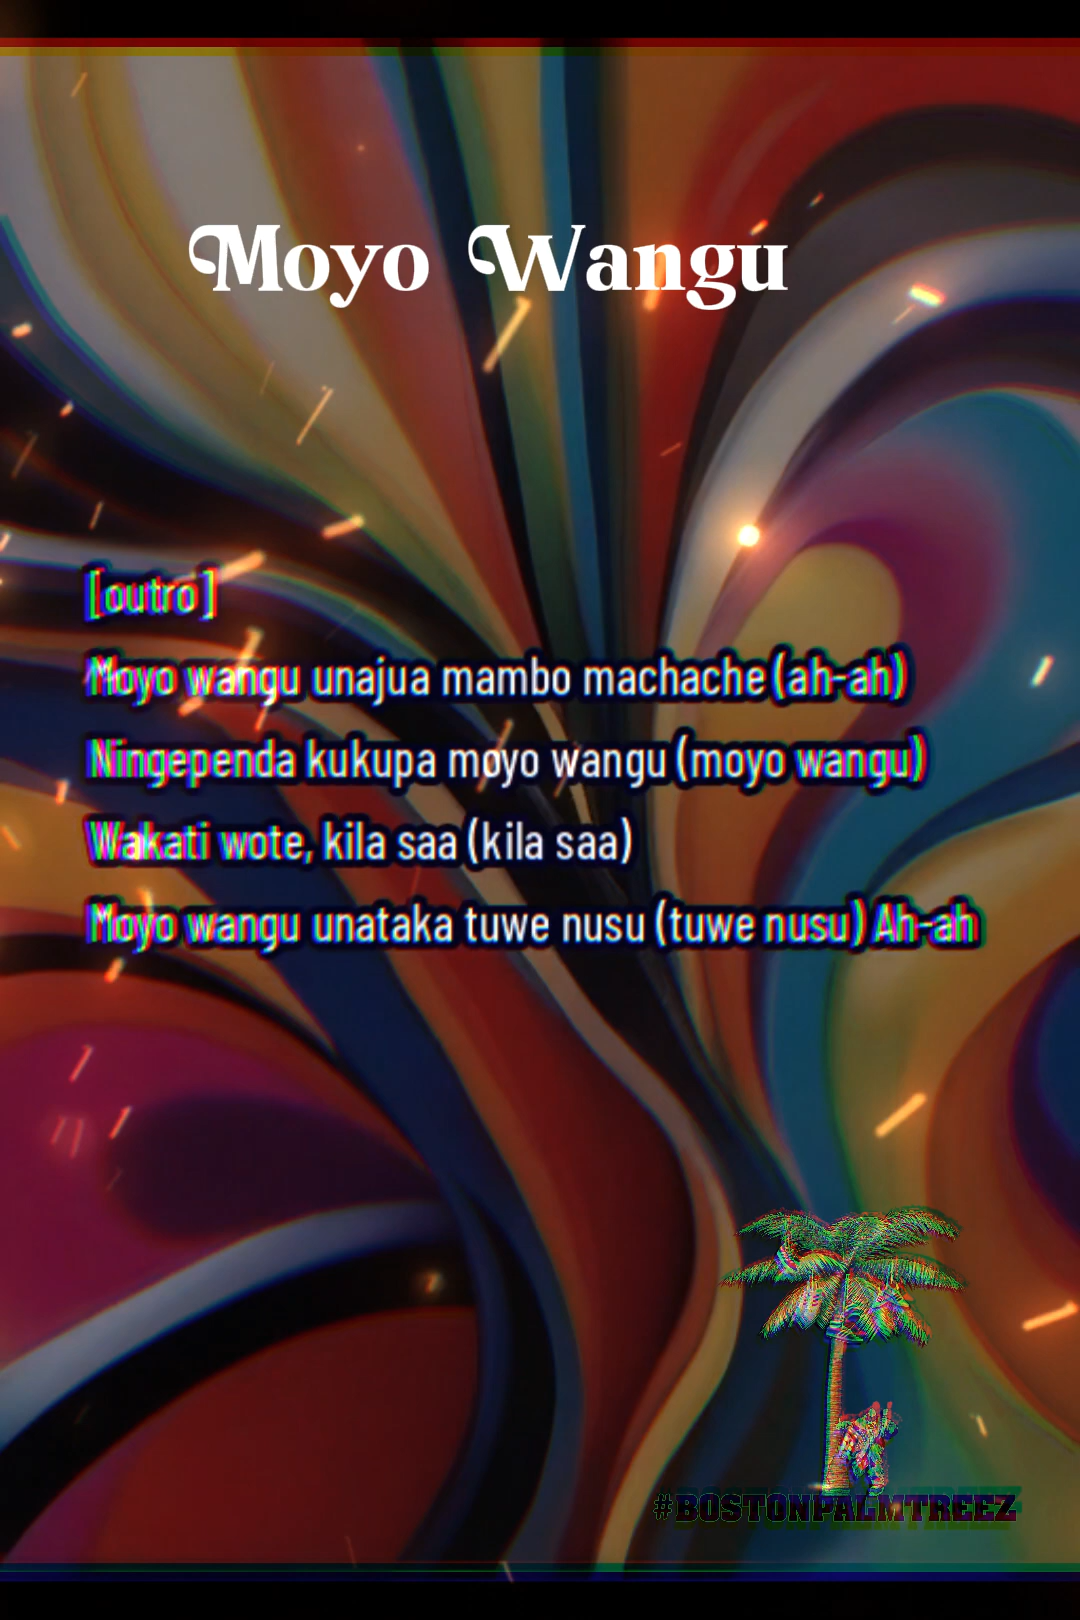 Moyo Wangu
[outro]
Moyo wangu unajua mambo machache (ah-ah)
Ningependa kukupa moyo wangu (moyo wangu)
Wakati wote, kila saa (kila saa)
Moyo wangu unataka tuwe nusu (tuwe nusu) Ah-ah
#BOSTONPALMTREEZ